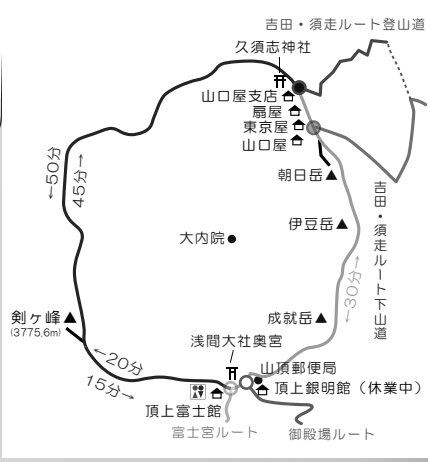 吉田・須走ルート登山道
久須志神社
山口屋支店
扇屋
東京屋
山口屋
朝日岳
←50分
45分→
吉田・須走ルート下山道
伊豆岳
大内院
←30分→
剣ヶ峰
(3775.6m)
成就岳
浅間大社奥宮
←20分
15分→
山頂郵便局
頂上銀明館（休業中）
頂上富士館
富士宮ルート
御殿場ルート